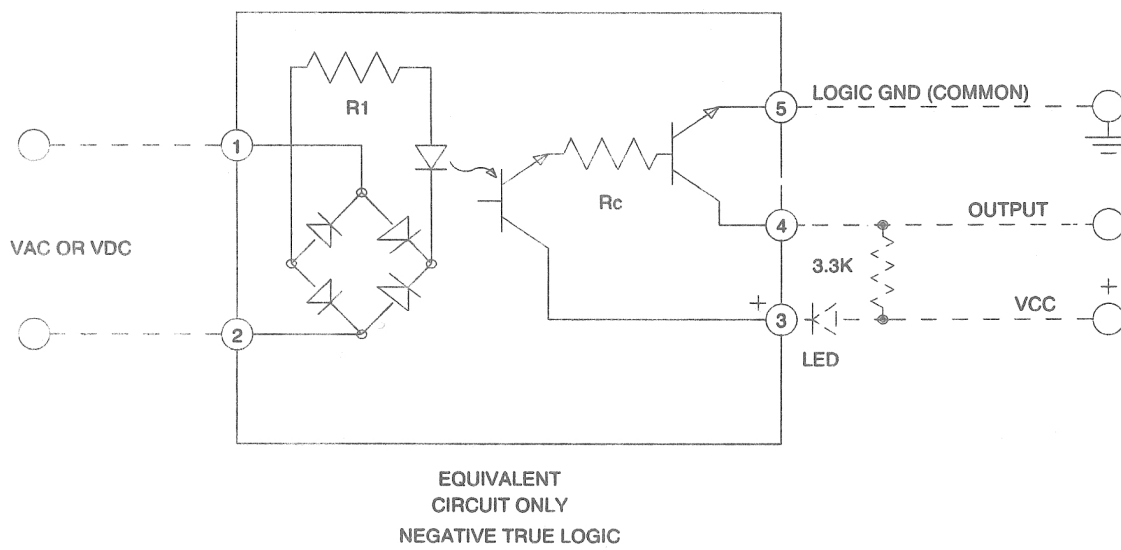 R1
5
LOGIC GND (COMMON)
1
Rc
4
OUTPUT
VAC OR VDC
3.3K
+
+
3
VCC
2
LED
EQUIVALENT
CIRCUIT ONLY
NEGATIVE TRUE LOGIC